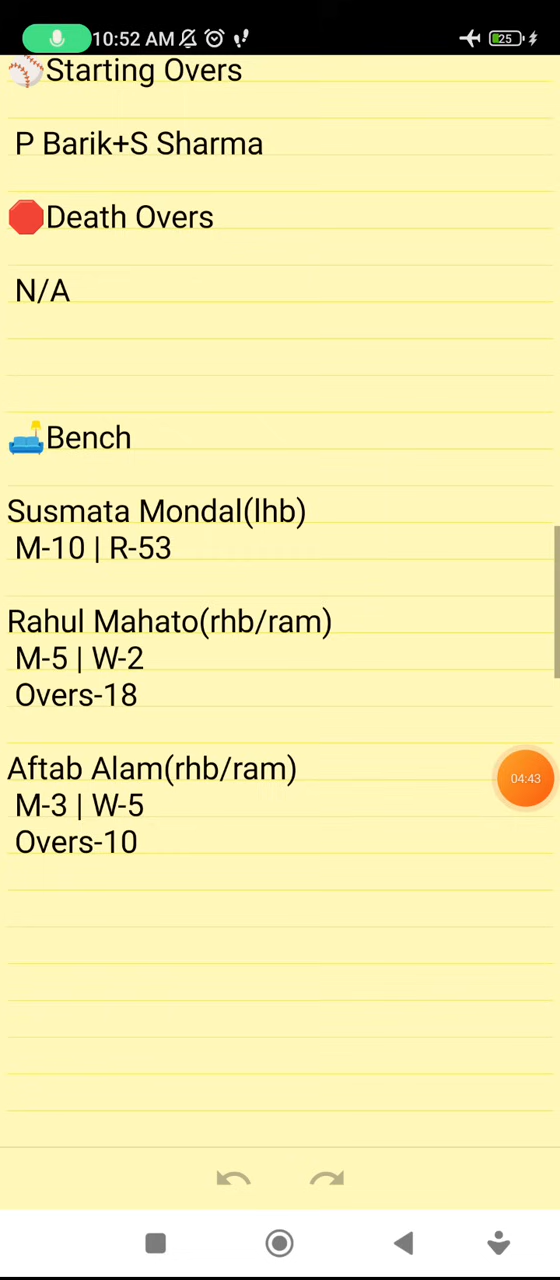 10:52 AM
25
⚾Starting Overs
P Barik+S Sharma
🛑Death Overs
N/A
🛋️Bench
Susmata Mondal(lhb)
M-10 | R-53
Rahul Mahato(rhb/ram)
M-5 | W-2
Overs-18
Aftab Alam(rhb/ram)
04:43
M-3 | W-5
Overs-10